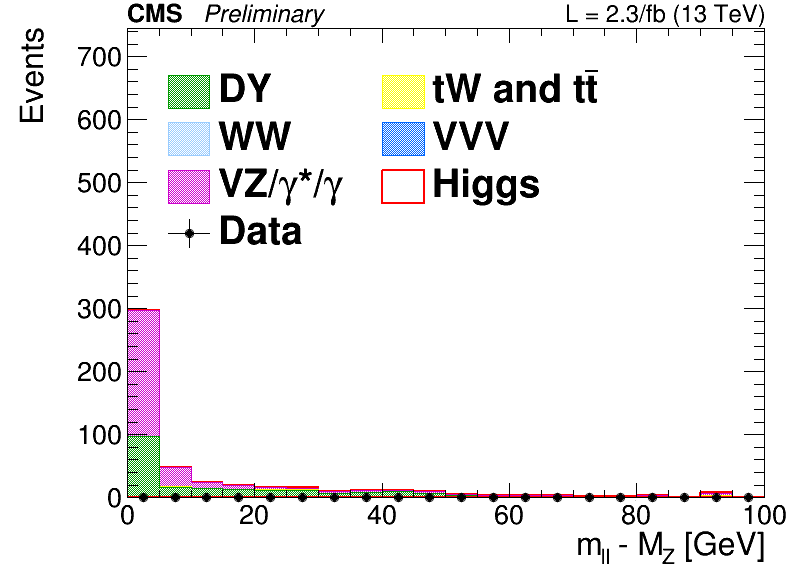 CMS Preliminary L = 2.3/fb (13 TeV)
Events
700
600
500
400
300
200
100
0
DY
tW and tt̅
WW
VVV
VZ/γ*/γ
Higgs
Data
0 20 40 60 80 100
m_ll - M_Z [GeV]